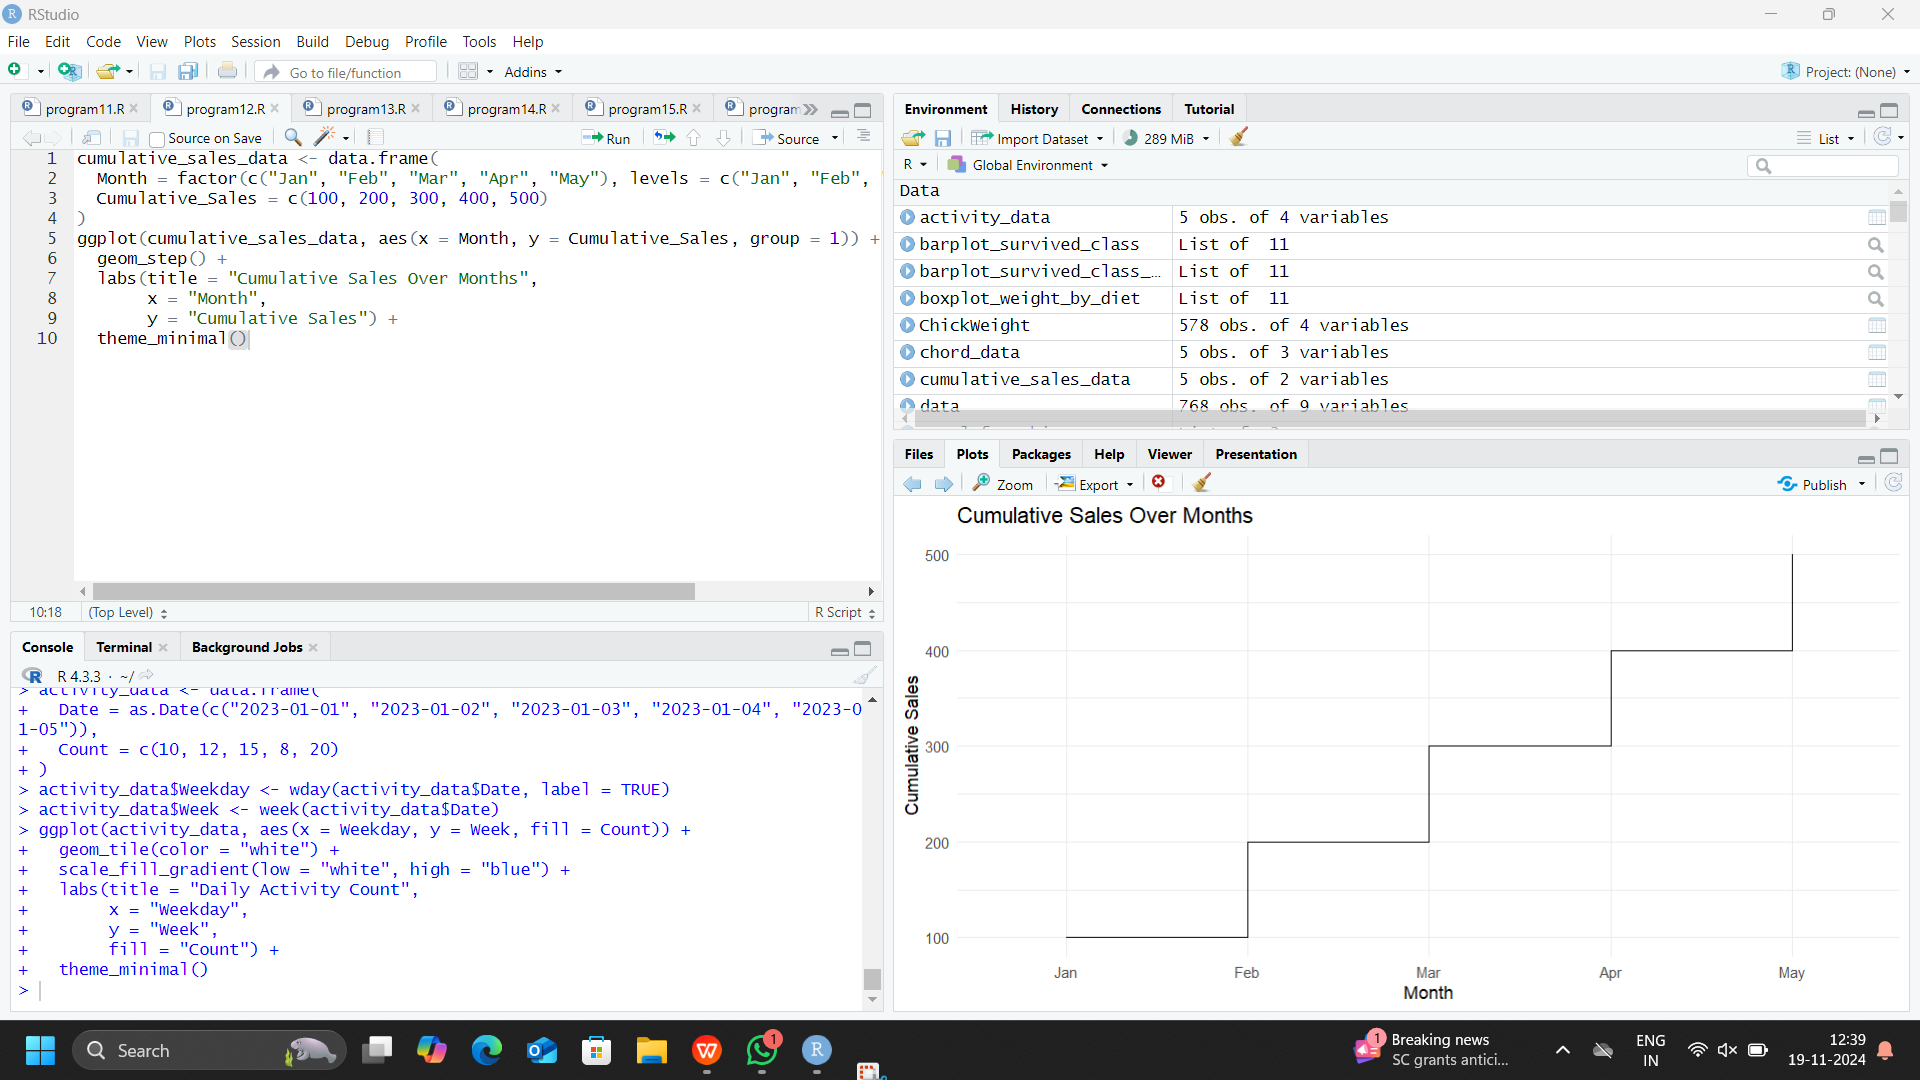 RStudio
File Edit Code View Plots Session Build Debug Profile Tools Help
Go to file/function Addins Project: (None)
program11.R program12.R program13.R program14.R program15.R program
Source on Save Run Source
1 cumulative_sales_data <- data.frame(
2 Month = factor(c("Jan", "Feb", "Mar", "Apr", "May"), levels = c("Jan", "Feb",
3 Cumulative_Sales = c(100, 200, 300, 400, 500)
4 )
5 ggplot(cumulative_sales_data, aes(x = Month, y = Cumulative_Sales, group = 1)) +
6 geom_step() +
7 labs(title = "Cumulative Sales Over Months",
8 x = "Month",
9 y = "Cumulative Sales") +
10 theme_minimal()
10:18 (Top Level) R Script
Console Terminal Background Jobs
R 4.3.3 · ~/
> activity_data <- data.frame(
+ Date = as.Date(c("2023-01-01", "2023-01-02", "2023-01-03", "2023-01-04", "2023-0
1-05")),
+ Count = c(10, 12, 15, 8, 20)
+ )
> activity_data$Weekday <- wday(activity_data$Date, label = TRUE)
> activity_data$Week <- week(activity_data$Date)
> ggplot(activity_data, aes(x = Weekday, y = Week, fill = Count)) +
+ geom_tile(color = "white") +
+ scale_fill_gradient(low = "white", high = "blue") +
+ labs(title = "Daily Activity Count",
+ x = "Weekday",
+ y = "Week",
+ fill = "Count") +
+ theme_minimal()
>
Environment History Connections Tutorial
Import Dataset 289 MiB List
R Global Environment
Data
activity_data 5 obs. of 4 variables
barplot_survived_class List of 11
barplot_survived_class_… List of 11
boxplot_weight_by_diet List of 11
ChickWeight 578 obs. of 4 variables
chord_data 5 obs. of 3 variables
cumulative_sales_data 5 obs. of 2 variables
data 768 obs. of 9 variables
Files Plots Packages Help Viewer Presentation
Zoom Export Publish
Cumulative Sales Over Months
500
400
300
200
100
Cumulative Sales
Jan Feb Mar Apr May
Month
Search
1
1
Breaking news
SC grants antici...
ENG
IN
12:39
19-11-2024